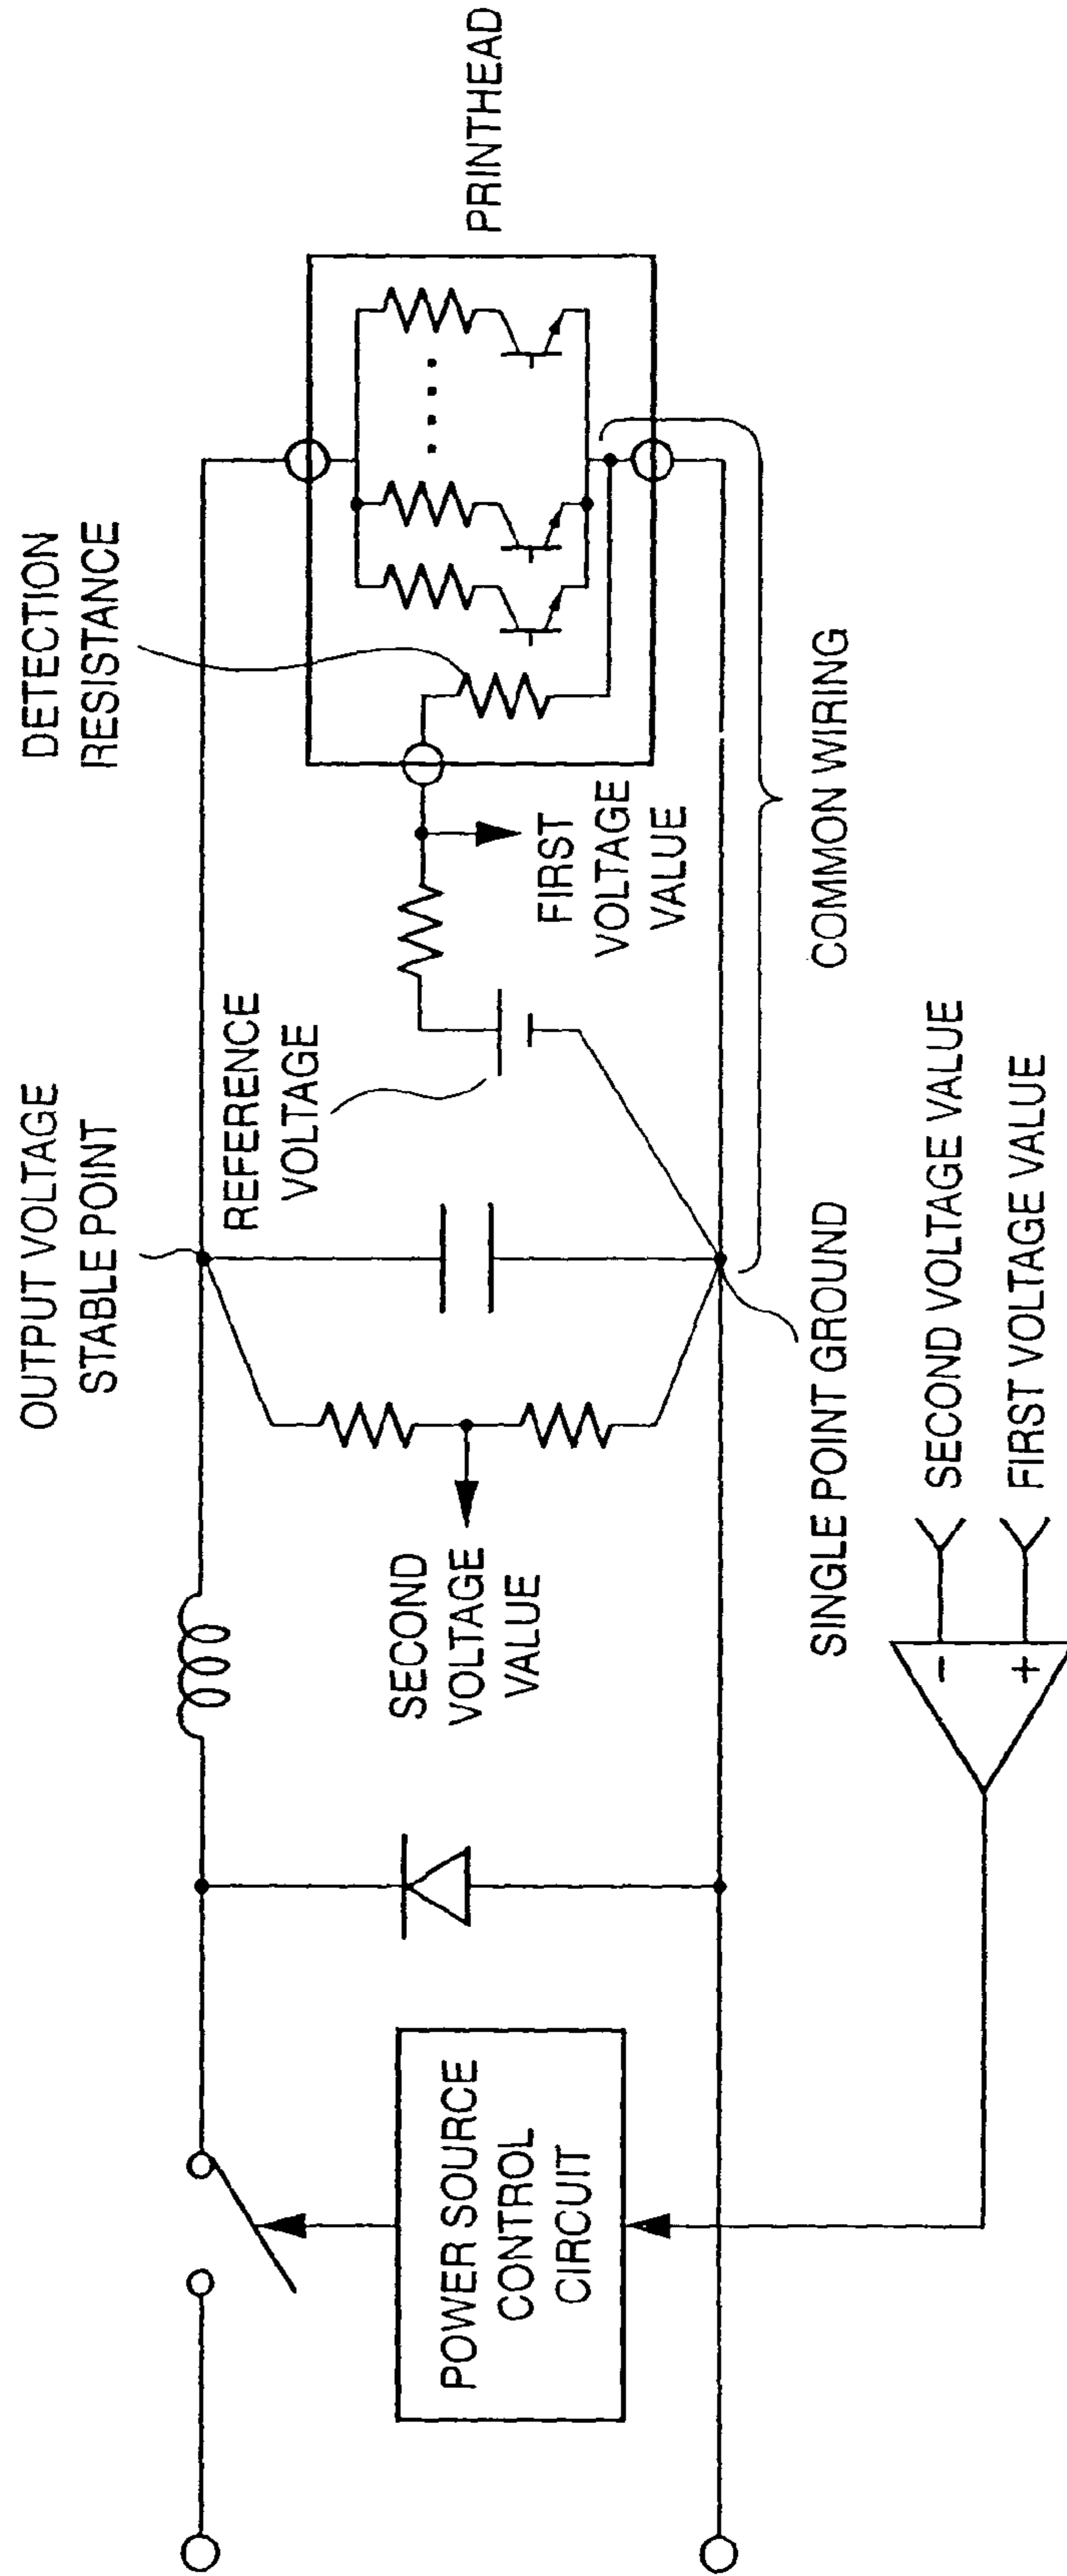 OUTPUT VOLTAGE
STABLE POINT
DETECTION
RESISTANCE
PRINTHEAD
REFERENCE
VOLTAGE
FIRST
VOLTAGE
VALUE
SECOND
VOLTAGE
VALUE
POWER SOURCE
CONTROL
CIRCUIT
SINGLE POINT GROUND
COMMON WIRING
-
+
SECOND VOLTAGE VALUE
FIRST VOLTAGE VALUE